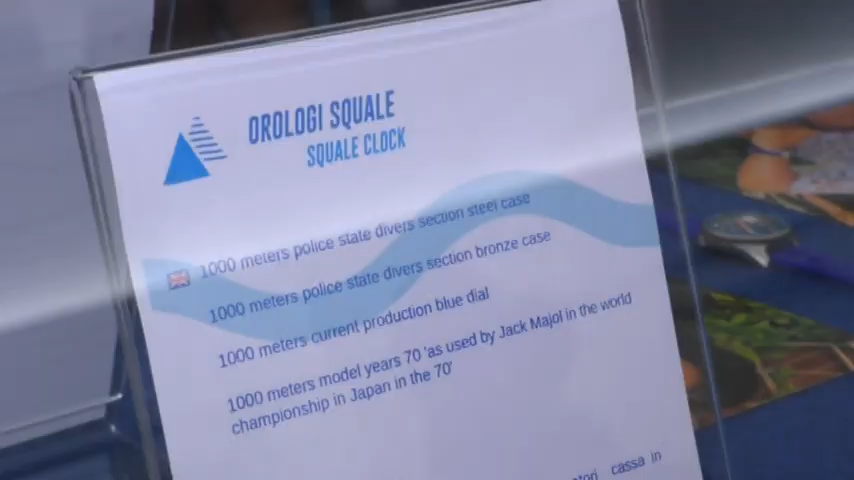 OROLOGI SQUALE
SQUALE CLOCK
1000 meters police state divers section steel case
1000 meters police state divers section bronze case
1000 meters current production blue dial
1000 meters model years 70 'as used by Jack Majol in the world
championship in Japan in the 70'
cassa in